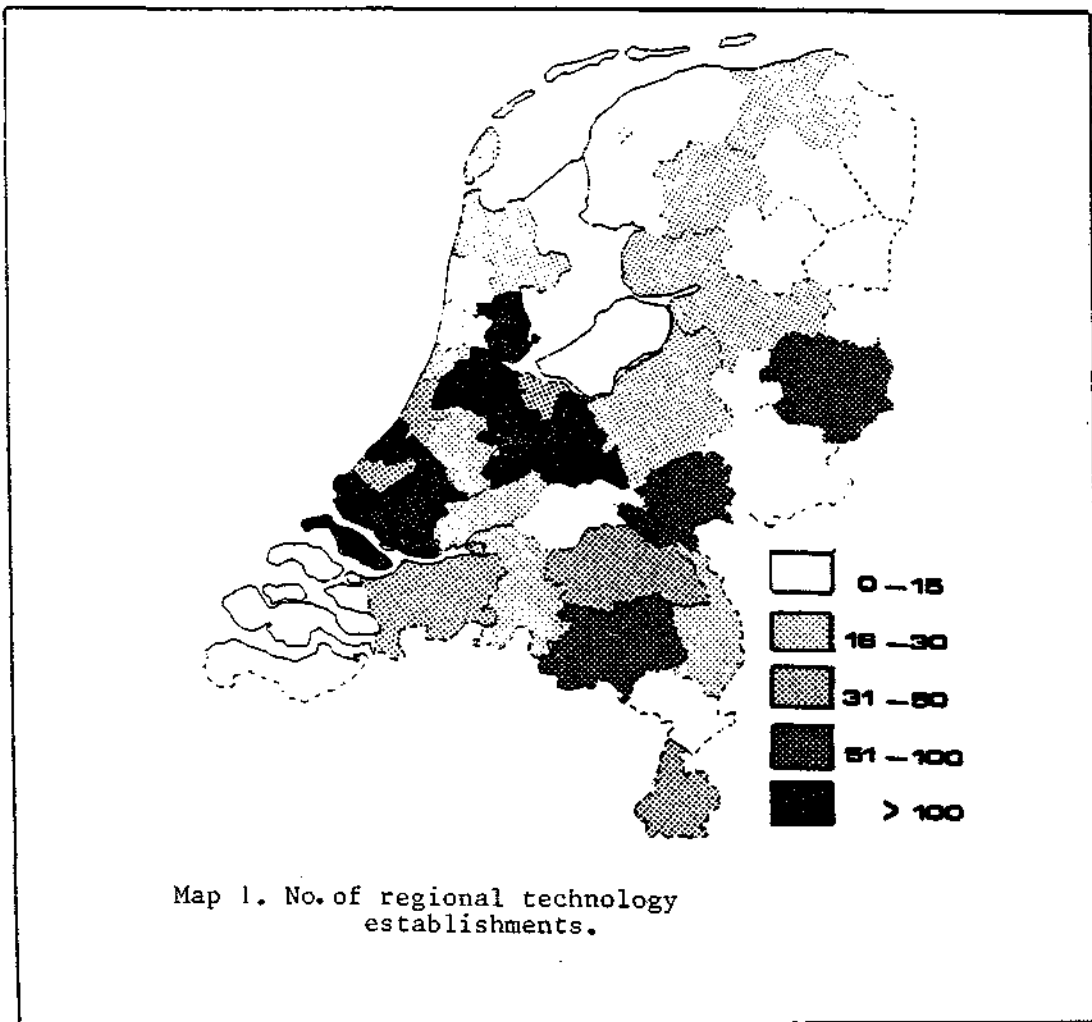 0 – 15
16 – 30
31 – 50
51 – 100
> 100
Map 1. No. of regional technology
establishments.